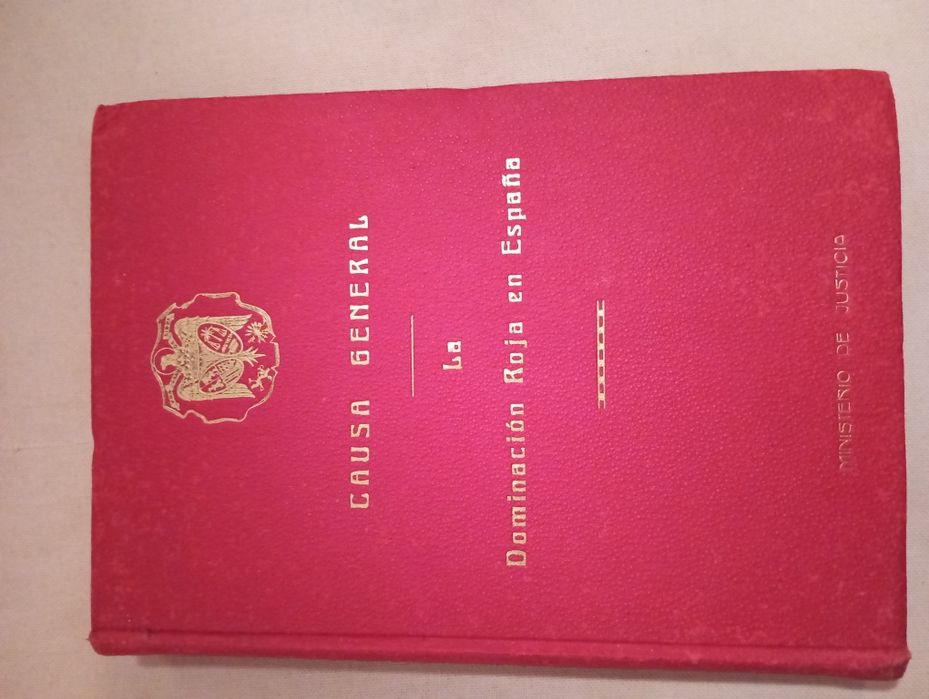 CAUSA GENERAL
La
Dominación Roja en España
MINISTERIO DE JUSTICIA